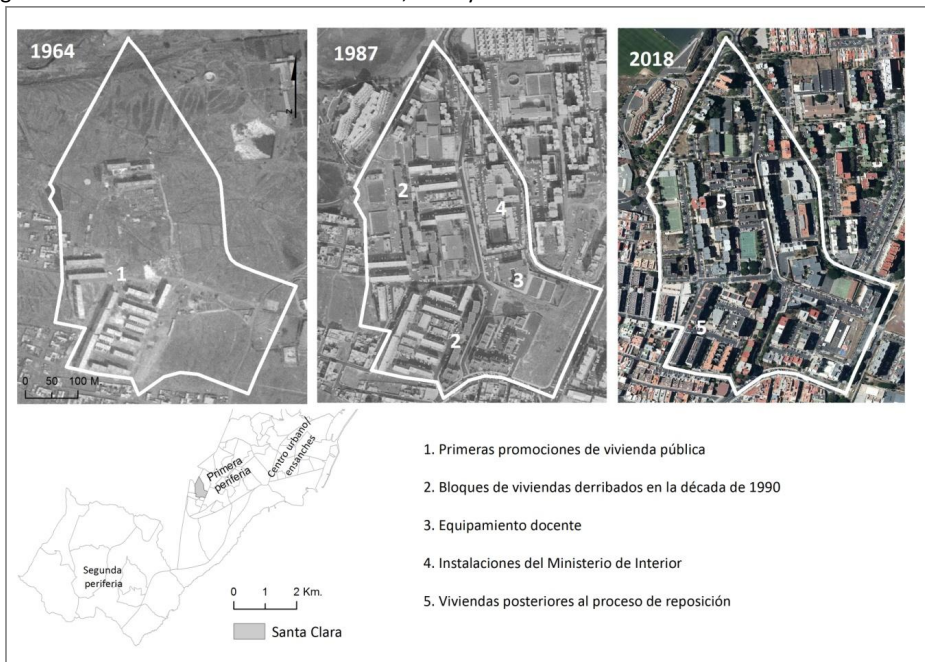 1964
1987
2018
N
1
2
4
3
2
5
5
0 50 100 M
Primera
periferia
Centro urbano/
ensanches
Segunda
periferia
0 1 2 Km.
Santa Clara
1. Primeras promociones de vivienda pública
2. Bloques de viviendas derribados en la década de 1990
3. Equipamiento docente
4. Instalaciones del Ministerio de Interior
5. Viviendas posteriores al proceso de reposición